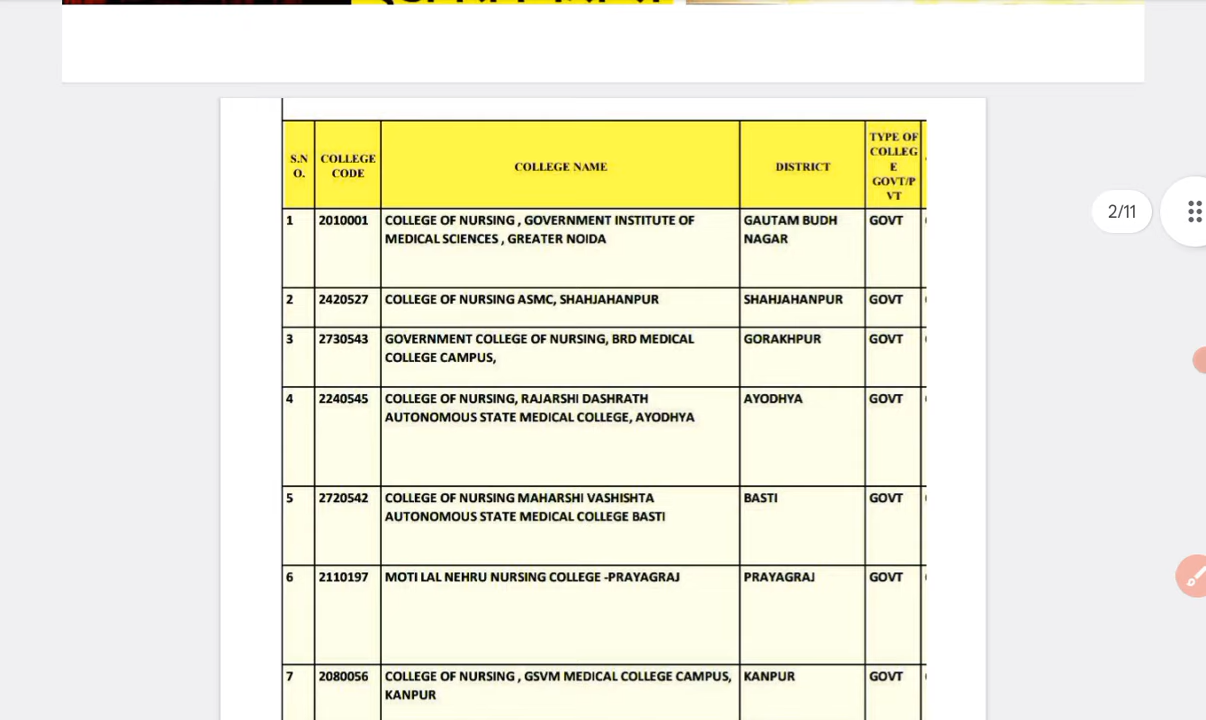 S.N
O.
COLLEGE
CODE
COLLEGE NAME
DISTRICT
TYPE OF
COLLEG
E
GOVT/P
VT
1 2010001 COLLEGE OF NURSING , GOVERNMENT INSTITUTE OF GAUTAM BUDH GOVT
MEDICAL SCIENCES , GREATER NOIDA NAGAR
2 2420527 COLLEGE OF NURSING ASMC, SHAHJAHANPUR SHAHJAHANPUR GOVT
3 2730543 GOVERNMENT COLLEGE OF NURSING, BRD MEDICAL GORAKHPUR GOVT
COLLEGE CAMPUS,
4 2240545 COLLEGE OF NURSING, RAJARSHI DASHRATH AYODHYA GOVT
AUTONOMOUS STATE MEDICAL COLLEGE, AYODHYA
5 2720542 COLLEGE OF NURSING MAHARSHI VASHISHTA BASTI GOVT
AUTONOMOUS STATE MEDICAL COLLEGE BASTI
6 2110197 MOTI LAL NEHRU NURSING COLLEGE -PRAYAGRAJ PRAYAGRAJ GOVT
7 2080056 COLLEGE OF NURSING , GSVM MEDICAL COLLEGE CAMPUS, KANPUR GOVT
KANPUR
2/11